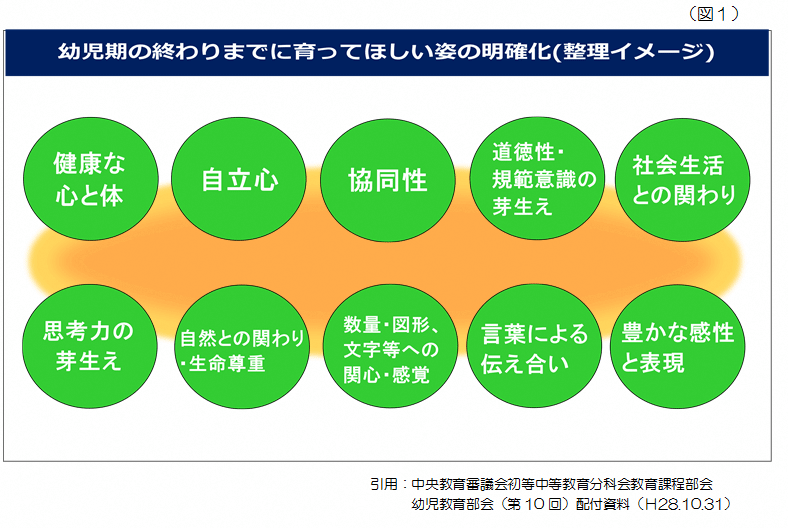 （図１）
幼児期の終わりまでに育ってほしい姿の明確化(整理イメージ)
健康な
心と体
自立心
協同性
道徳性・
規範意識の
芽生え
社会生活
との関わり
思考力の
芽生え
自然との関わり
・生命尊重
数量・図形、
文字等への
関心・感覚
言葉による
伝え合い
豊かな感性
と表現
引用：中央教育審議会初等中等教育分科会教育課程部会
幼児教育部会（第10回）配付資料（H28.10.31）